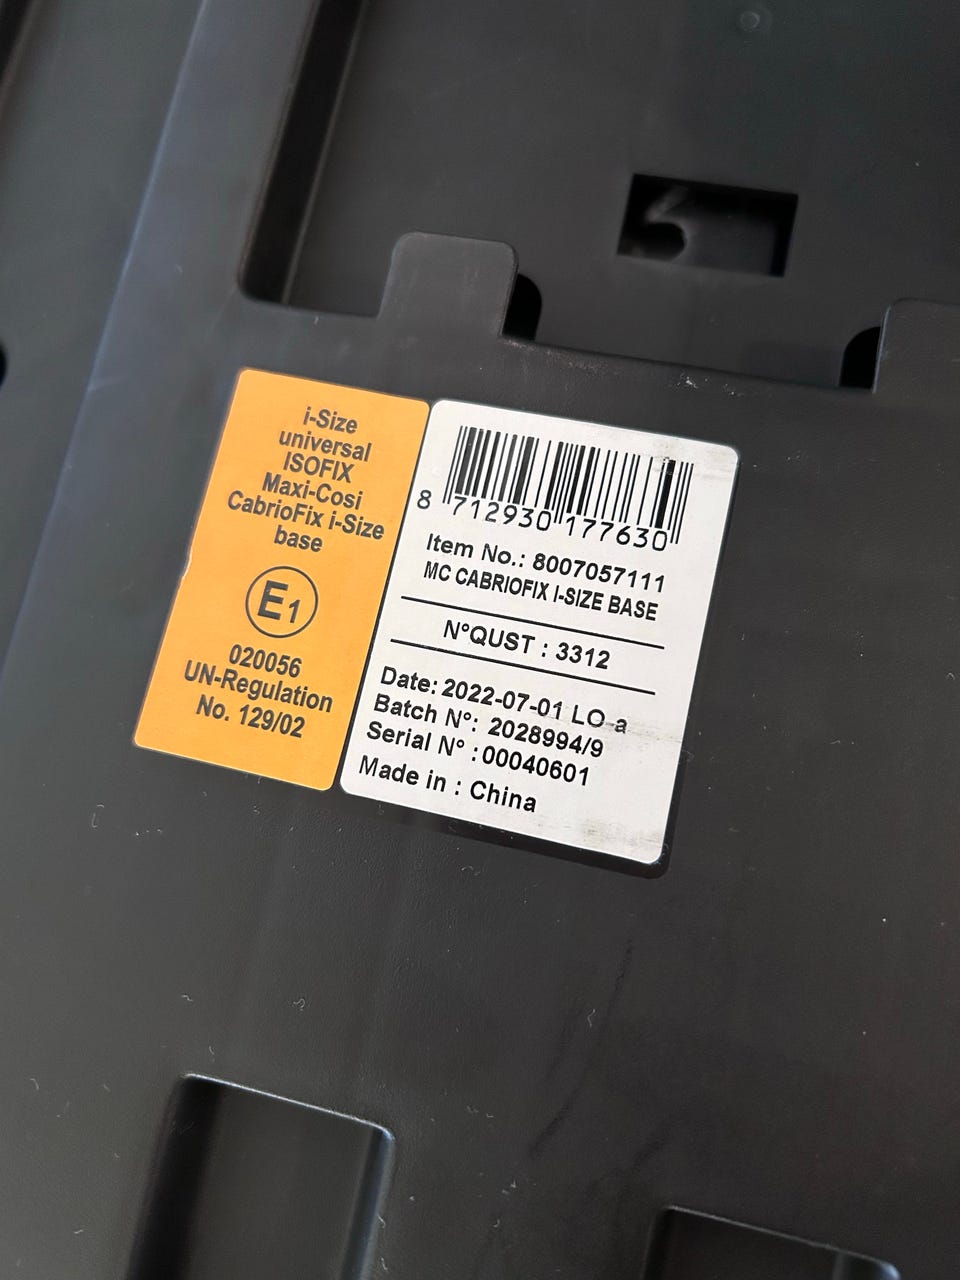 i-Size
universal
ISOFIX
Maxi-Cosi
CabrioFix i-Size
base
E1
020056
UN-Regulation
No. 129/02
8 712930 177630
Item No.: 8007057111
MC CABRIOFIX I-SIZE BASE
N°QUST : 3312
Date: 2022-07-01 LO a
Batch N°: 2028994/9
Serial N° : 00040601
Made in : China